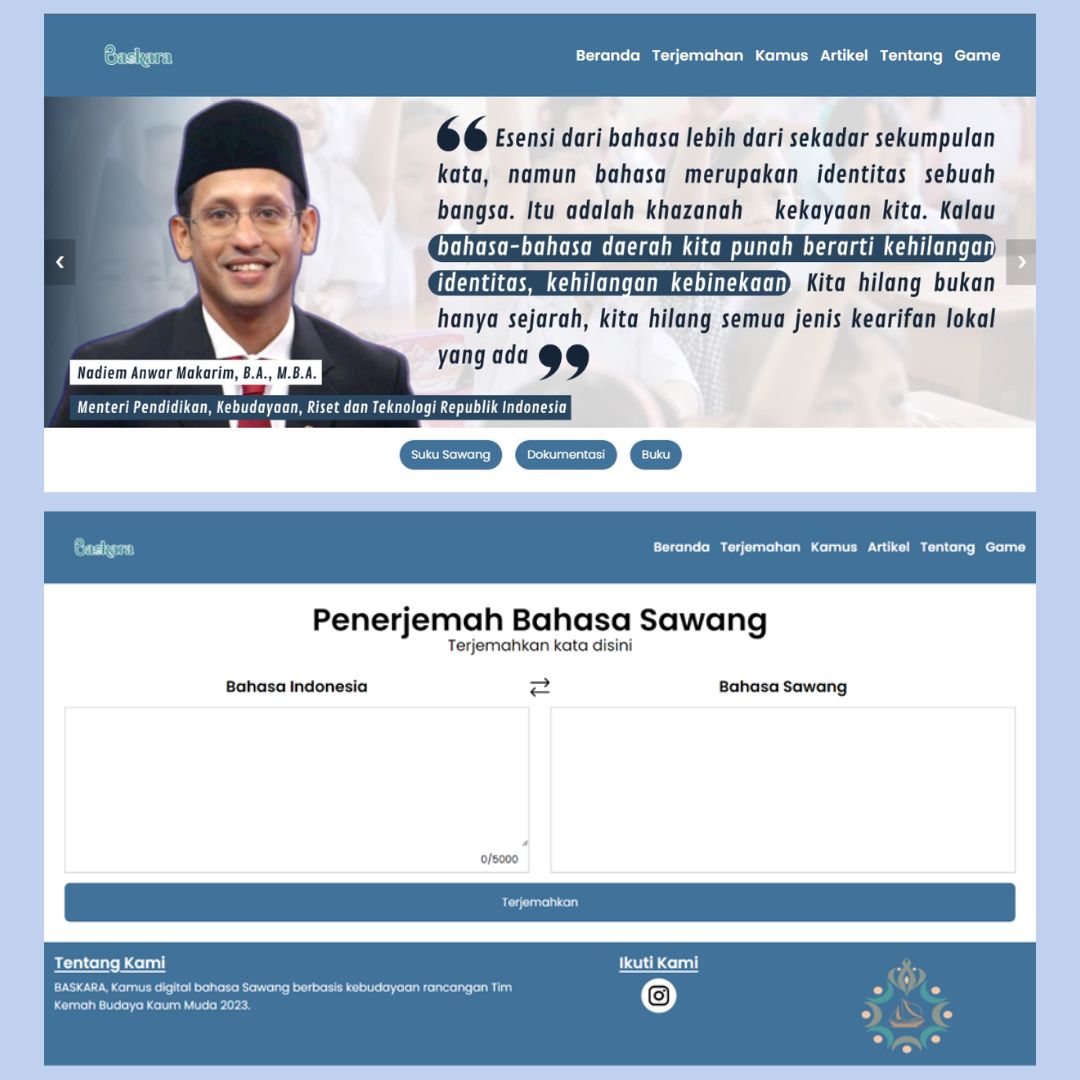 Baskara
Beranda Terjemahan Kamus Artikel Tentang Game
“ Esensi dari bahasa lebih dari sekadar sekumpulan
kata, namun bahasa merupakan identitas sebuah
bangsa. Itu adalah khazanah kekayaan kita. Kalau
bahasa-bahasa daerah kita punah berarti kehilangan
identitas, kehilangan kebinekaan. Kita hilang bukan
hanya sejarah, kita hilang semua jenis kearifan lokal
yang ada ”
Nadiem Anwar Makarim, B.A., M.B.A.
Menteri Pendidikan, Kebudayaan, Riset dan Teknologi Republik Indonesia
Suku Sawang Dokumentasi Buku
Baskara
Beranda Terjemahan Kamus Artikel Tentang Game
Penerjemah Bahasa Sawang
Terjemahkan kata disini
Bahasa Indonesia Bahasa Sawang
0/5000
Terjemahkan
Tentang Kami
BASKARA, Kamus digital bahasa Sawang berbasis kebudayaan rancangan Tim
Kemah Budaya Kaum Muda 2023.
Ikuti Kami